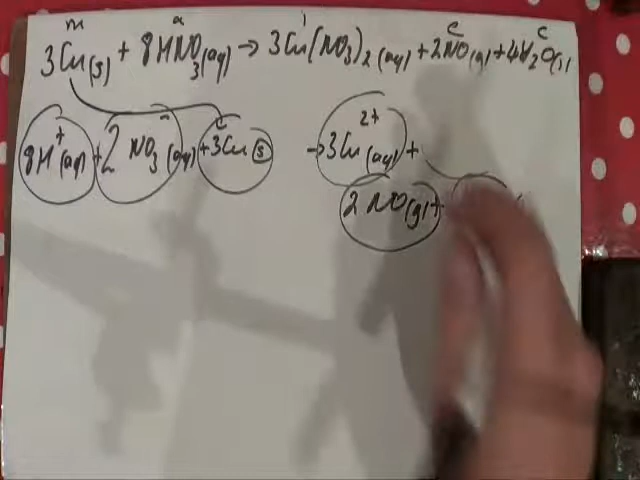 m a i c c
3Cu(s) + 8HNO3(aq) → 3Cu(NO3)2(aq) + 2NO(g) + 4H2O(l)
8H+(aq) + 2NO3-(aq) + 3Cu(s) → 3Cu2+(aq) +
2NO(g) +